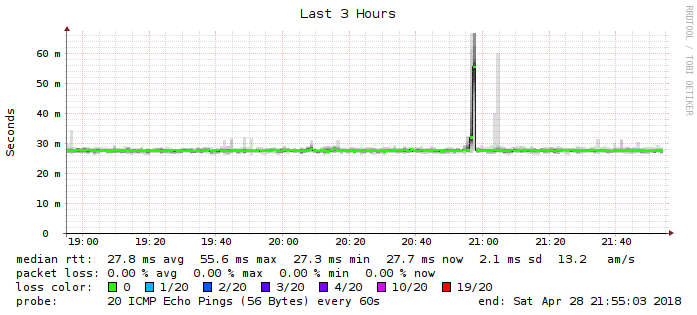 Last 3 Hours
RRDTOOL / TOBI OETIKER
Seconds
60 m
50 m
40 m
30 m
20 m
10 m
0
19:00 19:20 19:40 20:00 20:20 20:40 21:00 21:20 21:40
median rtt: 27.8 ms avg 55.6 ms max 27.3 ms min 27.7 ms now 2.1 ms sd 13.2 am/s
packet loss: 0.00 % avg 0.00 % max 0.00 % min 0.00 % now
loss color: 0 1/20 2/20 3/20 4/20 10/20 19/20
probe: 20 ICMP Echo Pings (56 Bytes) every 60s end: Sat Apr 28 21:55:03 2018